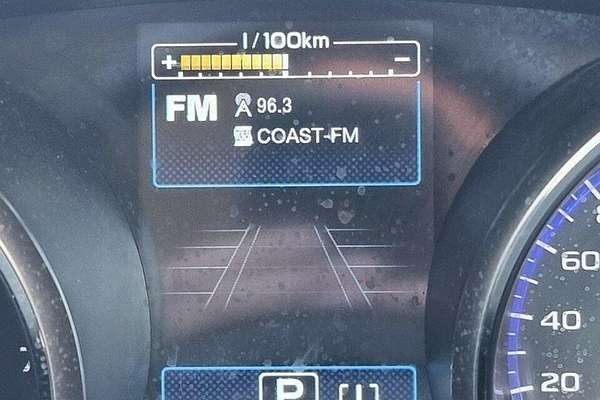 l/100km
+ −
FM 96.3
COAST-FM
60
40
20
P